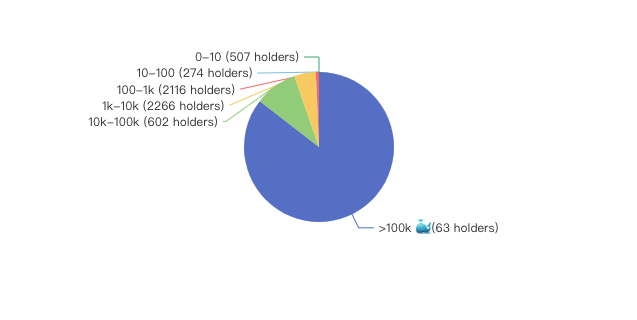 0-10 (507 holders)
10-100 (274 holders)
100-1k (2116 holders)
1k-10k (2266 holders)
10k-100k (602 holders)
>100k 🐳(63 holders)